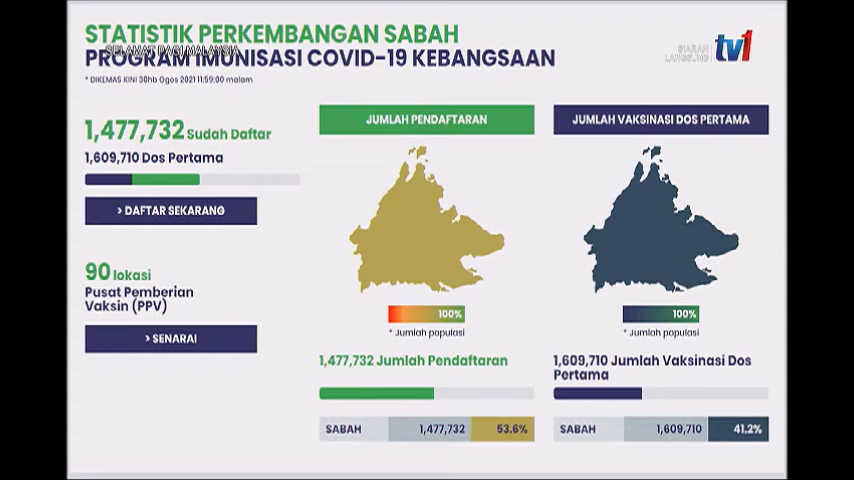 STATISTIK PERKEMBANGAN SABAH
SELAMAT PAGI MALAYSIA
PROGRAM IMUNISASI COVID-19 KEBANGSAAN
* DIKEMAS KINI 30hb Ogos 2021 11:59:00 malam
SIARAN
LANGSUNG
tv1
1,477,732 Sudah Daftar
1,609,710 Dos Pertama
> DAFTAR SEKARANG
90 lokasi
Pusat Pemberian
Vaksin (PPV)
> SENARAI
JUMLAH PENDAFTARAN
100%
* Jumlah populasi
1,477,732 Jumlah Pendaftaran
SABAH 1,477,732 53.6%
JUMLAH VAKSINASI DOS PERTAMA
100%
* Jumlah populasi
1,609,710 Jumlah Vaksinasi Dos
Pertama
SABAH 1,609,710 41.2%